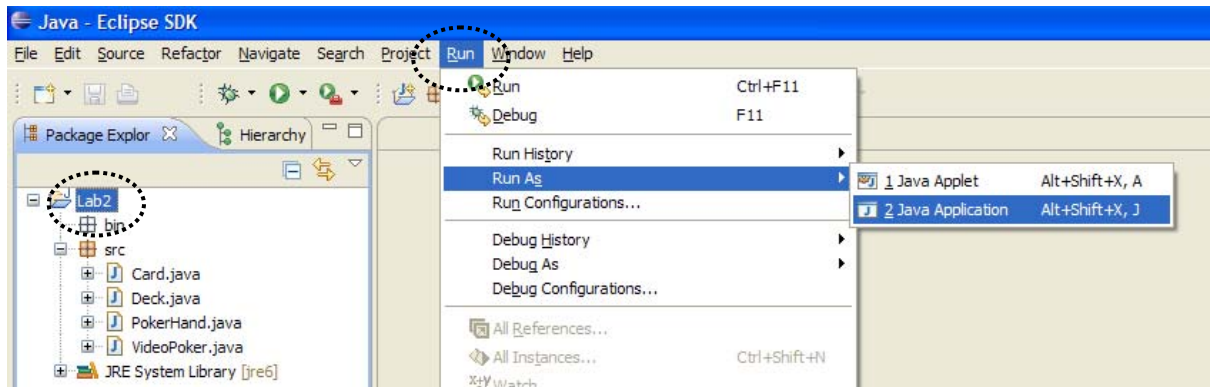 Java - Eclipse SDK
File Edit Source Refactor Navigate Search Project Run Window Help
Package Explor Hierarchy
Lab2
bin
src
Card.java
Deck.java
PokerHand.java
VideoPoker.java
JRE System Library [jre6]
Run Ctrl+F11
Debug F11
Run History
Run As
Run Configurations...
Debug History
Debug As
Debug Configurations...
All References...
All Instances... Ctrl+Shift+N
Watch
1 Java Applet Alt+Shift+X, A
2 Java Application Alt+Shift+X, J